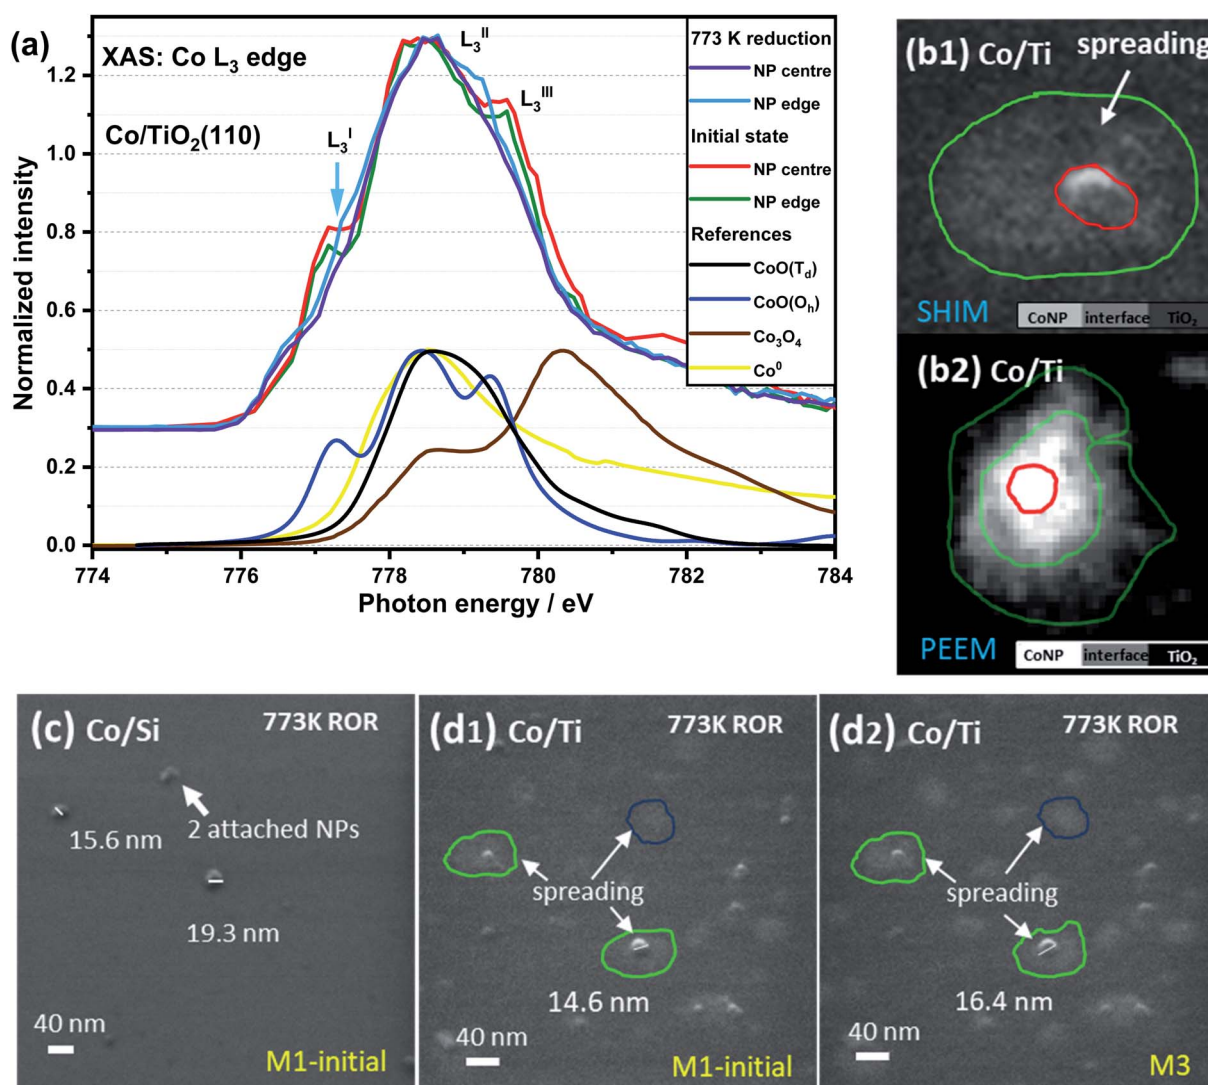 (a)
XAS: Co L₃ edge
Co/TiO₂(110)
L₃ᴵ
L₃ᴵᴵ
L₃ᴵᴵᴵ
773 K reduction
NP centre
NP edge
Initial state
NP centre
NP edge
References
CoO(T_d)
CoO(O_h)
Co₃O₄
Co⁰
Normalized intensity
1.2
1.0
0.8
0.6
0.4
0.2
0.0
774 776 778 780 782 784
Photon energy / eV
(b1) Co/Ti
spreading
SHIM
CoNP interface TiO₂
(b2) Co/Ti
PEEM
CoNP interface TiO₂
(c) Co/Si
773K ROR
2 attached NPs
15.6 nm
19.3 nm
40 nm
M1-initial
(d1) Co/Ti
773K ROR
spreading
14.6 nm
40 nm
M1-initial
(d2) Co/Ti
773K ROR
spreading
16.4 nm
40 nm
M3